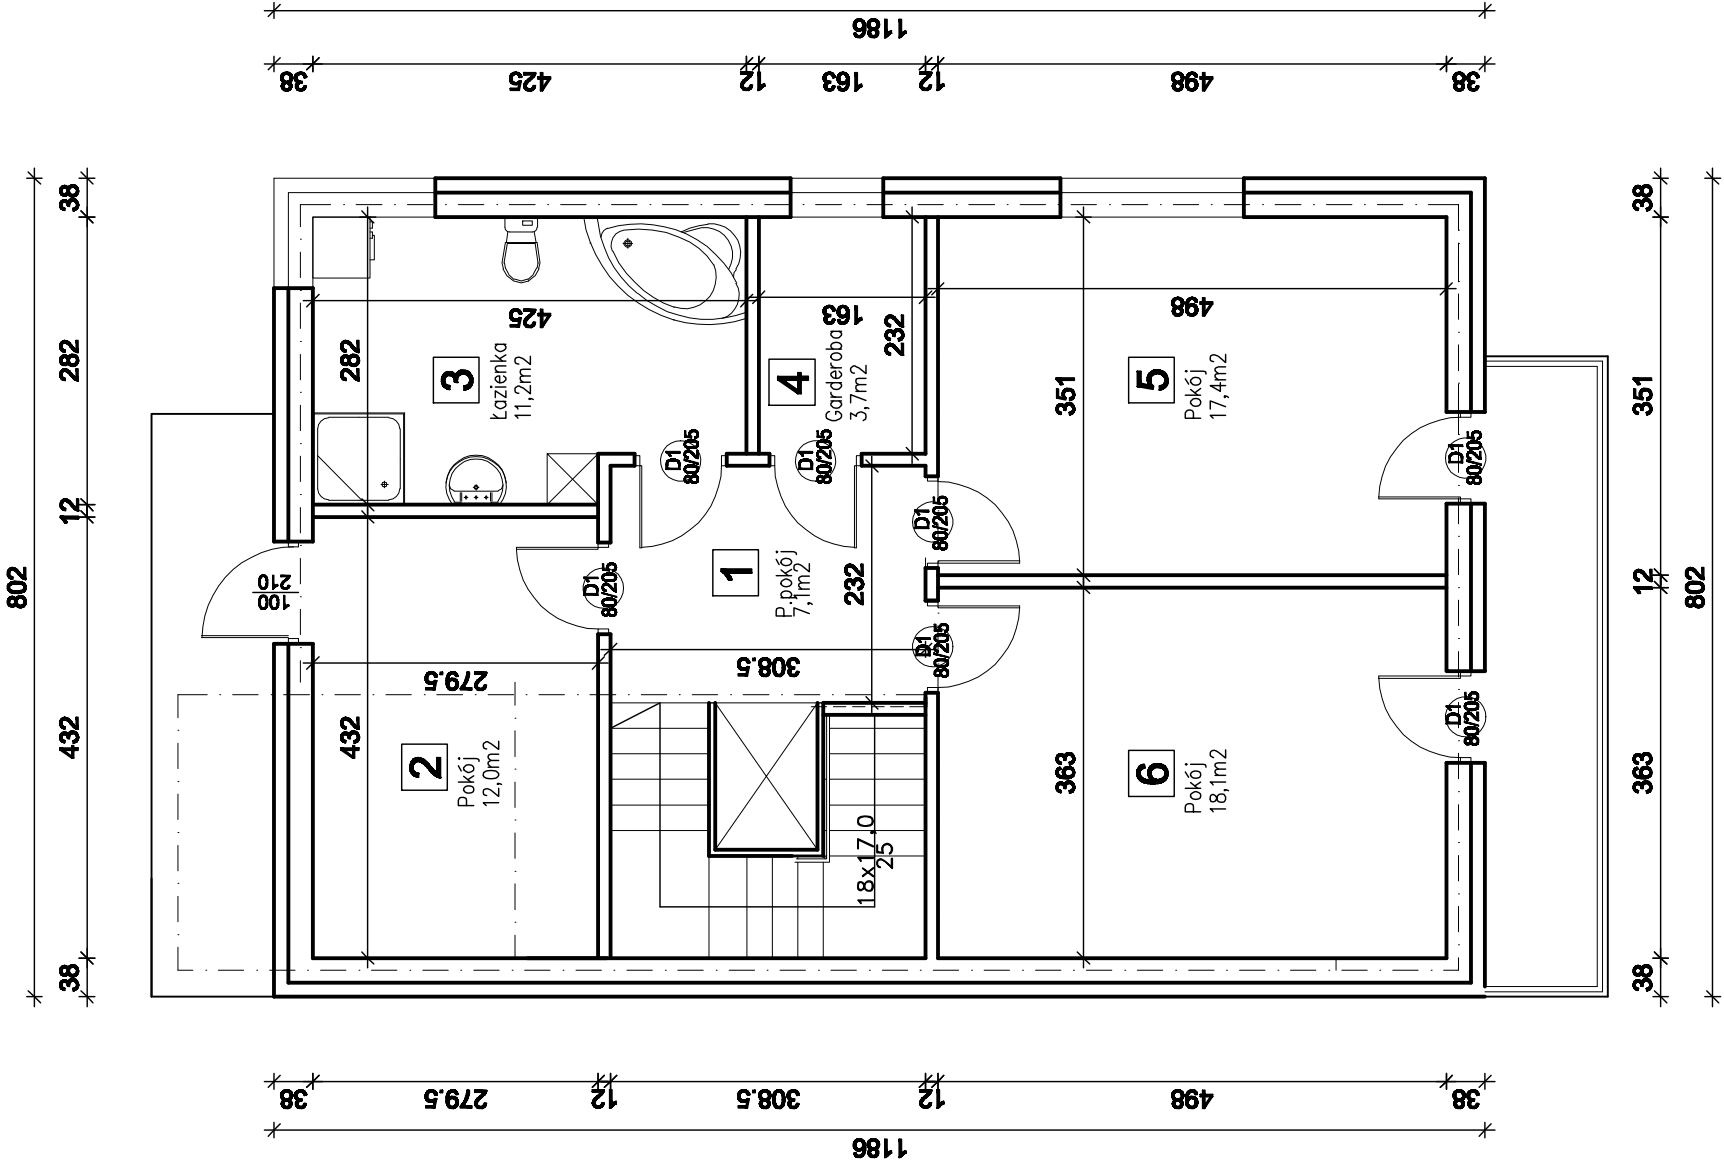 1186
38
425
12
163
12
498
38
802
38
282
12
432
38
38
351
12
363
38
802
425
282
3
Łazienka
11,2m2
163
232
4
Garderoba
3,7m2
498
351
5
Pokój
17,4m2
D1
80/205
D1
80/205
D1
80/205
D1
80/205
100
210
D1
80/205
1
P.pokój
7,1m2
232
308.5
D1
80/205
279.5
432
2
Pokój
12,0m2
363
6
Pokój
18,1m2
D1
80/205
18x17,0
25
38
279.5
12
308.5
12
498
38
1186